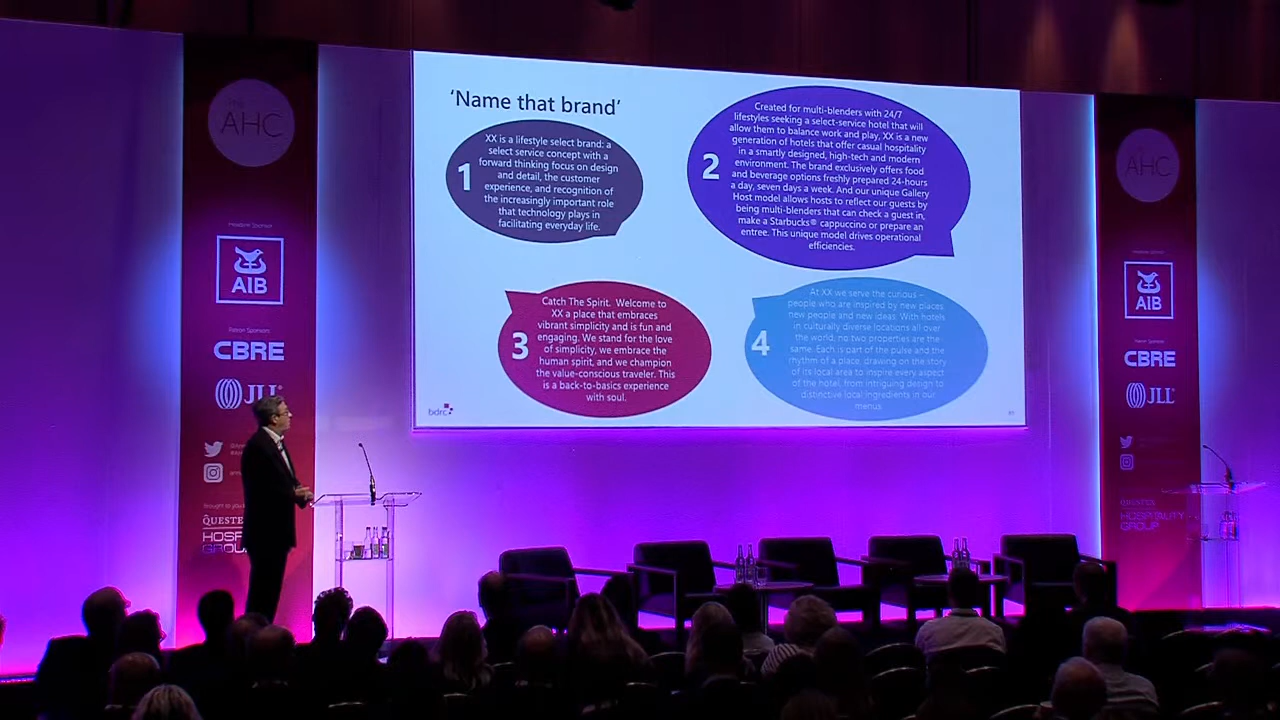 The
AHC
Headline Sponsor
AIB
Patron Sponsors
CBRE
JLL
QUESTEX
HOSPITALITY
GROUP
'Name that brand'
1
XX is a lifestyle select brand: a
select service concept with a
forward thinking focus on design
and detail, the customer
experience, and recognition of
the increasingly important role
that technology plays in
facilitating everyday life.
2
Created for multi-blenders with 24/7
lifestyles seeking a select-service hotel that will
allow them to balance work and play, XX is a new
generation of hotels that offer casual hospitality
in a smartly designed, high-tech and modern
environment. The brand exclusively offers food
and beverage options freshly prepared 24-hours
a day, seven days a week. And our unique Gallery
Host model allows hosts to reflect our guests by
being multi-blenders that can check a guest in,
make a Starbucks® cappuccino or prepare an
entree. This unique model drives operational
efficiencies.
3
Catch The Spirit. Welcome to
XX a place that embraces
vibrant simplicity and is fun and
engaging. We stand for the love
of simplicity, we embrace the
human spirit, and we champion
the value-conscious traveler. This
is a back-to-basics experience
with soul.
4
At XX we serve the curious –
people who are inspired by new places
new people and new ideas. With hotels
in culturally diverse locations all over
the world, no two properties are the
same. Each is part of the pulse and the
rhythm of a place, drawing on the story
of its local area to inspire every aspect
of the hotel, from intriguing design to
distinctive local ingredients in our
menus.
bdrc
AHC
AIB
CBRE
JLL
QUESTEX
HOSPITALITY
GROUP